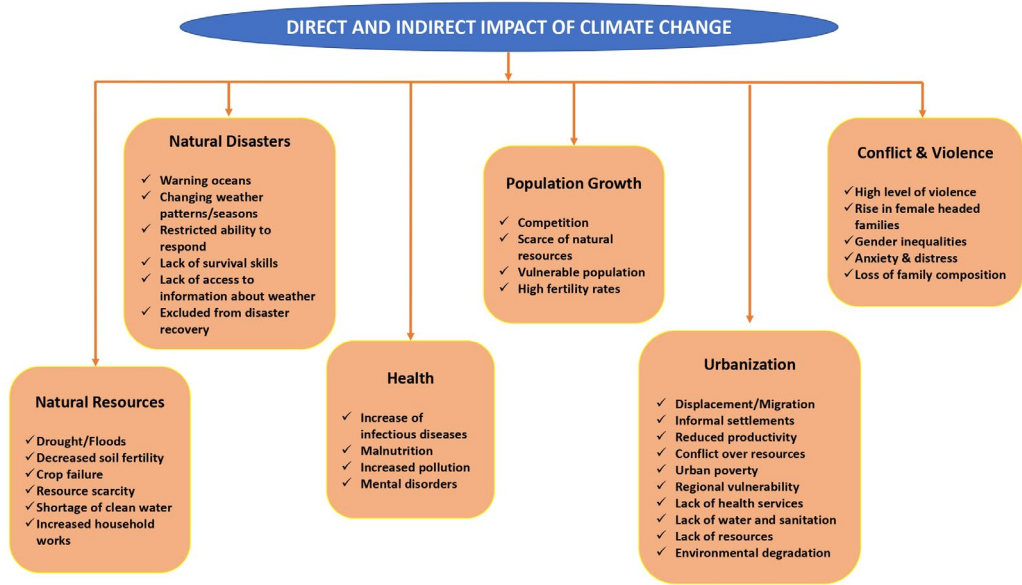 DIRECT AND INDIRECT IMPACT OF CLIMATE CHANGE
Natural Disasters
✓ Warning oceans
✓ Changing weather
patterns/seasons
✓ Restricted ability to
respond
✓ Lack of survival skills
✓ Lack of access to
information about weather
✓ Excluded from disaster
recovery
Population Growth
✓ Competition
✓ Scarce of natural
resources
✓ Vulnerable population
✓ High fertility rates
Conflict & Violence
✓ High level of violence
✓ Rise in female headed
families
✓ Gender inequalities
✓ Anxiety & distress
✓ Loss of family composition
Natural Resources
✓ Drought/Floods
✓ Decreased soil fertility
✓ Crop failure
✓ Resource scarcity
✓ Shortage of clean water
✓ Increased household
works
Health
✓ Increase of
infectious diseases
✓ Malnutrition
✓ Increased pollution
✓ Mental disorders
Urbanization
✓ Displacement/Migration
✓ Informal settlements
✓ Reduced productivity
✓ Conflict over resources
✓ Urban poverty
✓ Regional vulnerability
✓ Lack of health services
✓ Lack of water and sanitation
✓ Lack of resources
✓ Environmental degradation